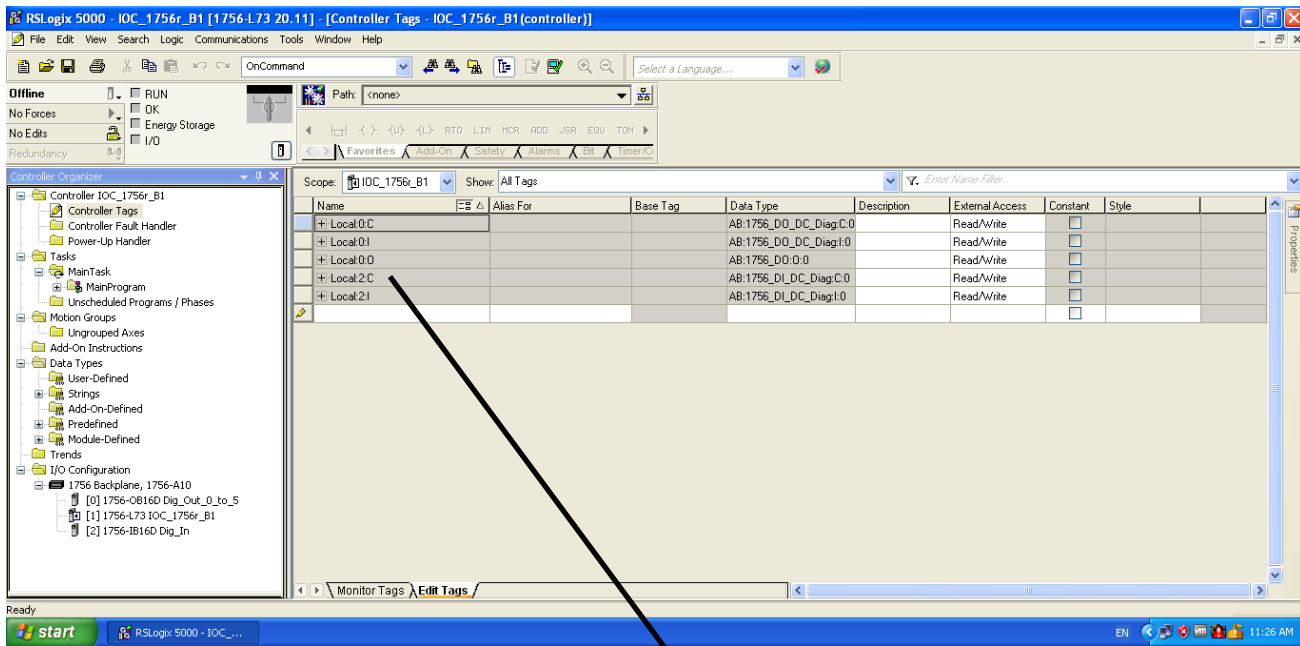 RSLogix 5000 - IOC_1756r_B1 [1756-L73 20.11] - [Controller Tags - IOC_1756r_B1(controller)]
File Edit View Search Logic Communications Tools Window Help
OnCommand
Select a Language...
Offline
RUN
Path: <none>
No Forces
OK
No Edits
Energy Storage
Redundancy
I/O
RTO LIM MCR ADD JSR EQU TON
Favorites Add-On Safety Alarms Bit Timer/C
Controller Organizer
Scope: IOC_1756r_B1 Show: All Tags
Enter Name Filter...
Controller IOC_1756r_B1
Controller Tags
Controller Fault Handler
Power-Up Handler
Tasks
MainTask
MainProgram
Unscheduled Programs / Phases
Motion Groups
Ungrouped Axes
Add-On Instructions
Data Types
User-Defined
Strings
Add-On-Defined
Predefined
Module-Defined
Trends
I/O Configuration
1756 Backplane, 1756-A10
[0] 1756-OB16D Dig_Out_0_to_5
[1] 1756-L73 IOC_1756r_B1
[2] 1756-IB16D Dig_In
Name Alias For Base Tag Data Type Description External Access Constant Style
Local:0:C AB:1756_DO_DC_Diag:C:0 Read/Write
Local:0:I AB:1756_DO_DC_Diag:I:0 Read/Write
Local:0:O AB:1756_DO:O:0 Read/Write
Local:2:C AB:1756_DI_DC_Diag:C:0 Read/Write
Local:2:I AB:1756_DI_DC_Diag:I:0 Read/Write
Properties
Monitor Tags Edit Tags
Ready
start
RSLogix 5000 - IOC_...
EN
11:26 AM